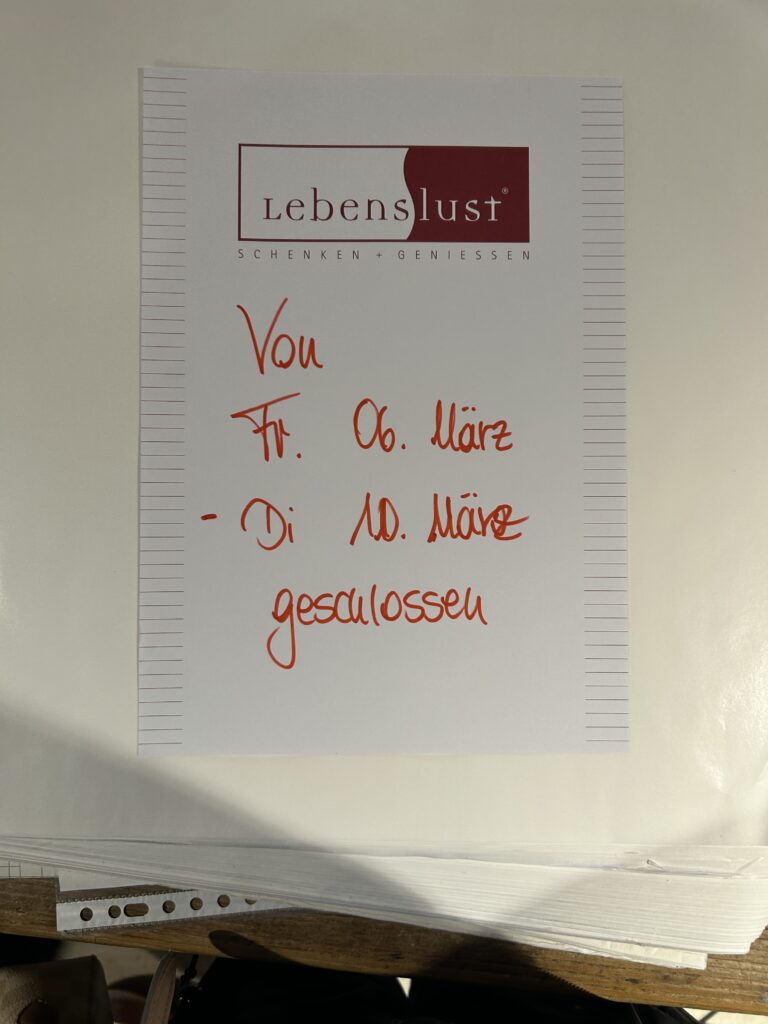 Lebenslust®
SCHENKEN + GENIESSEN
Von
Fr. 06. März
- Di 10. März
geschlossen